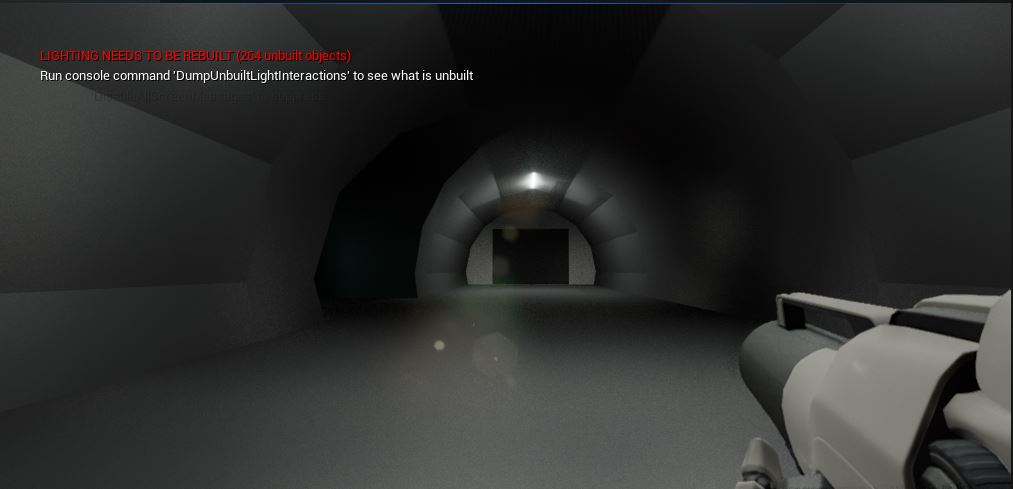 LIGHTING NEEDS TO BE REBUILT (264 unbuilt objects)
Run console command 'DumpUnbuiltLightInteractions' to see what is unbuilt